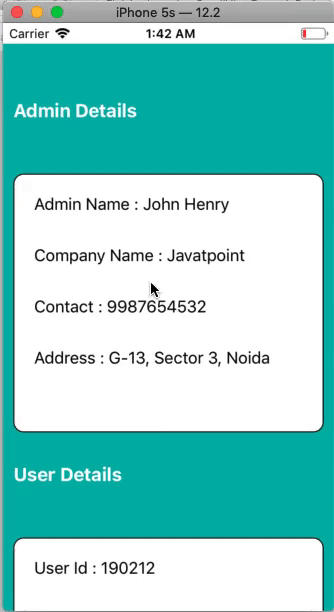 iPhone 5s — 12.2
Carrier 1:42 AM
Admin Details
Admin Name : John Henry
Company Name : Javatpoint
Contact : 9987654532
Address : G-13, Sector 3, Noida
User Details
User Id : 190212